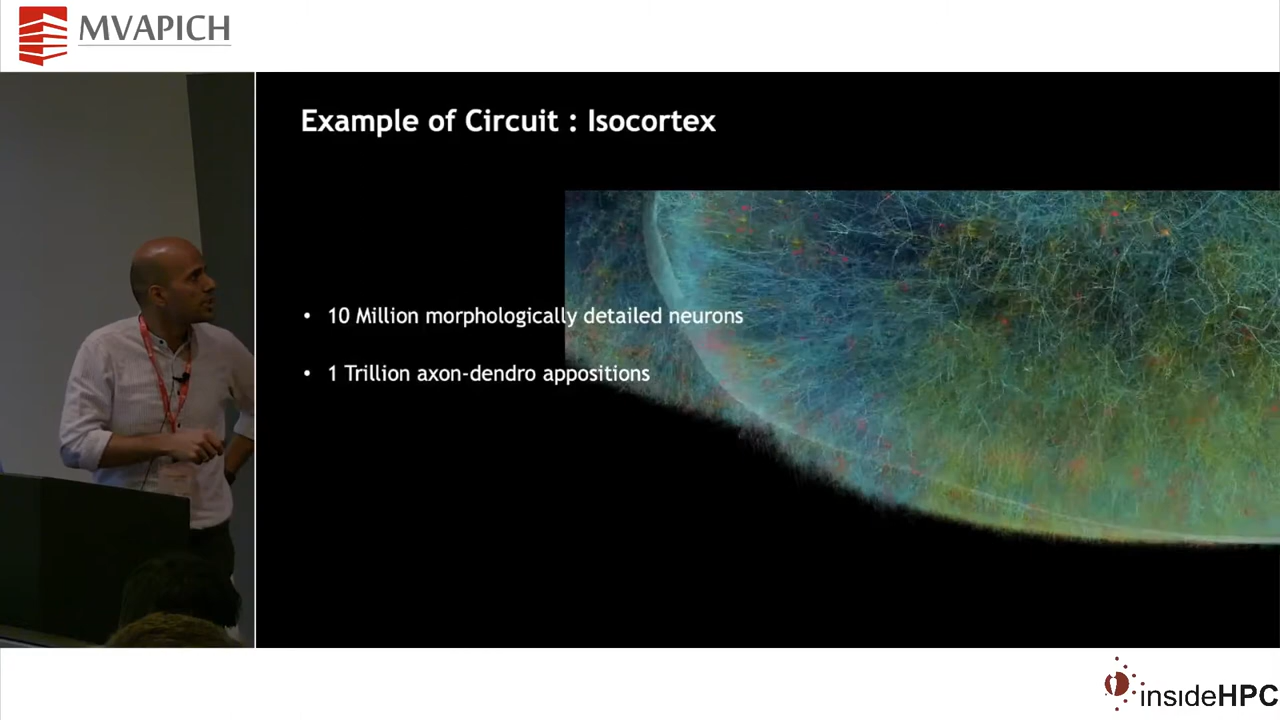 MVAPICH
Example of Circuit : Isocortex
• 10 Million morphologically detailed neurons
• 1 Trillion axon-dendro appositions
insideHPC